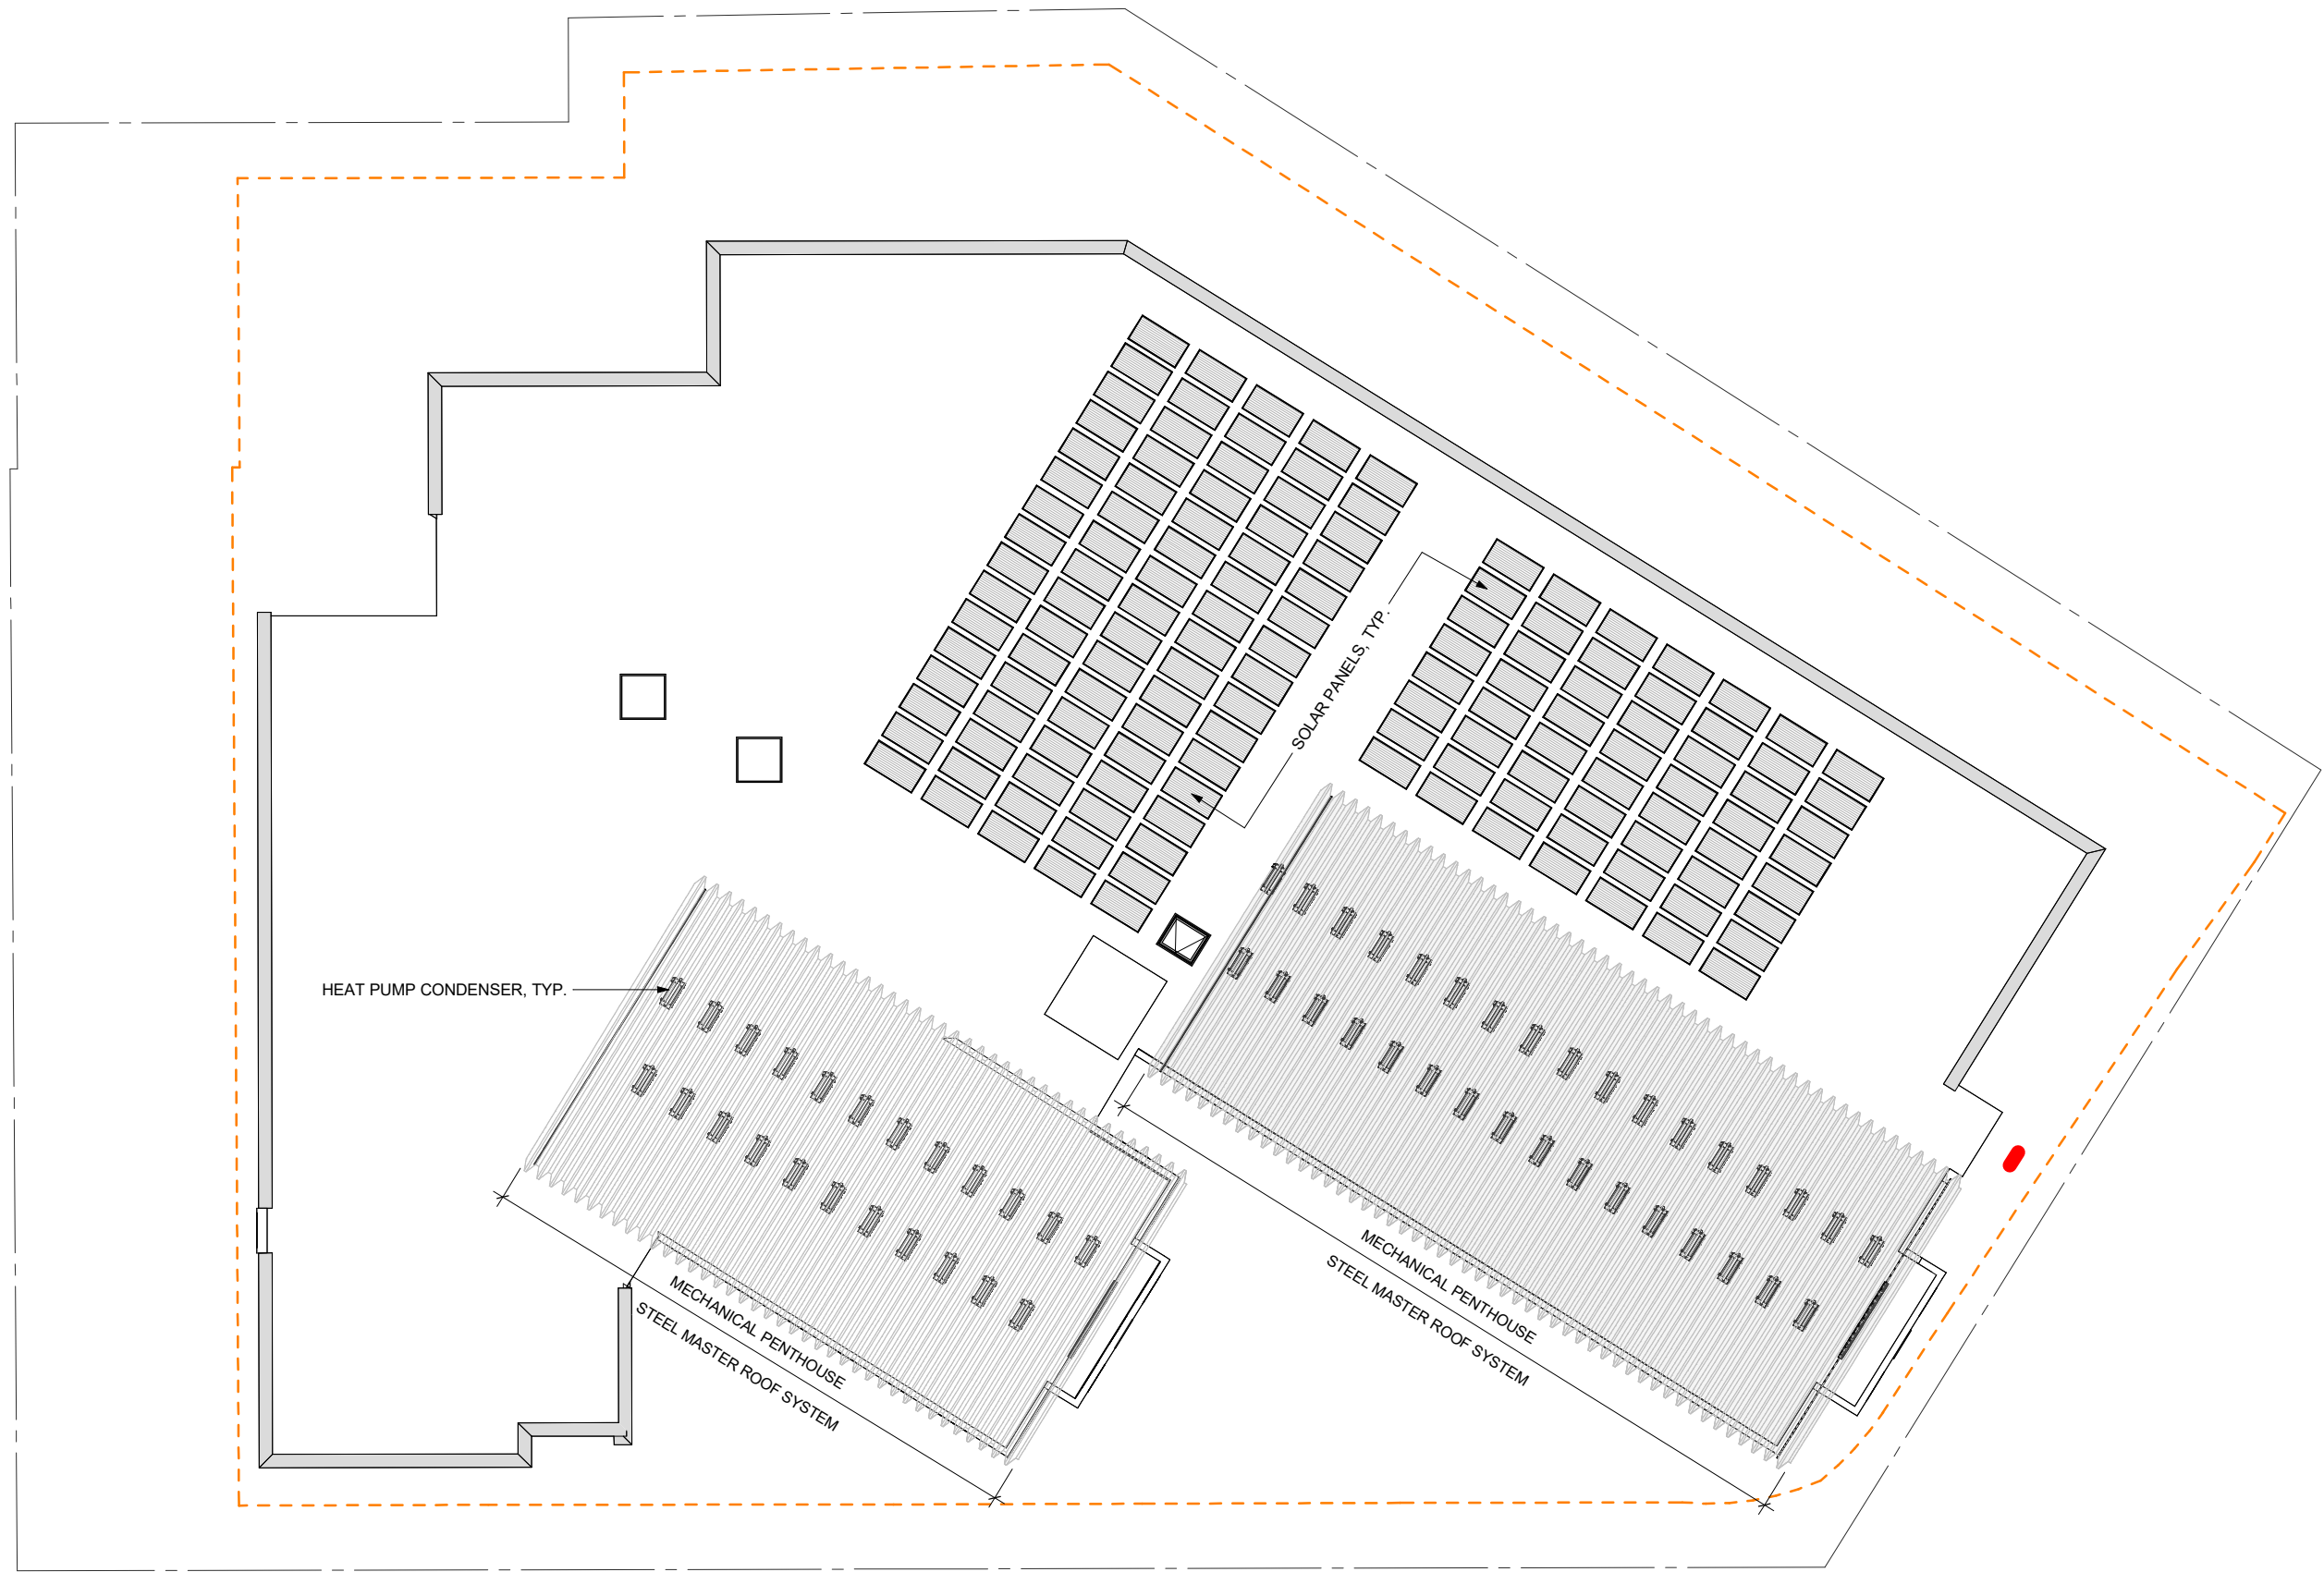 SOLAR PANELS, TYP.
HEAT PUMP CONDENSER, TYP.
MECHANICAL PENTHOUSE
STEEL MASTER ROOF SYSTEM
MECHANICAL PENTHOUSE
STEEL MASTER ROOF SYSTEM